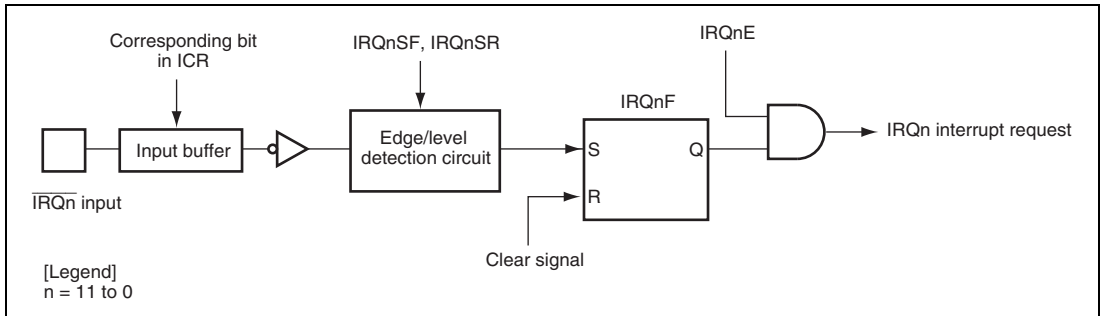 Corresponding bit
in ICR
IRQnSF, IRQnSR
IRQnE
IRQnF
Input buffer
Edge/level
detection circuit
S
Q
R
IRQn interrupt request
IRQn input
Clear signal
[Legend]
n = 11 to 0